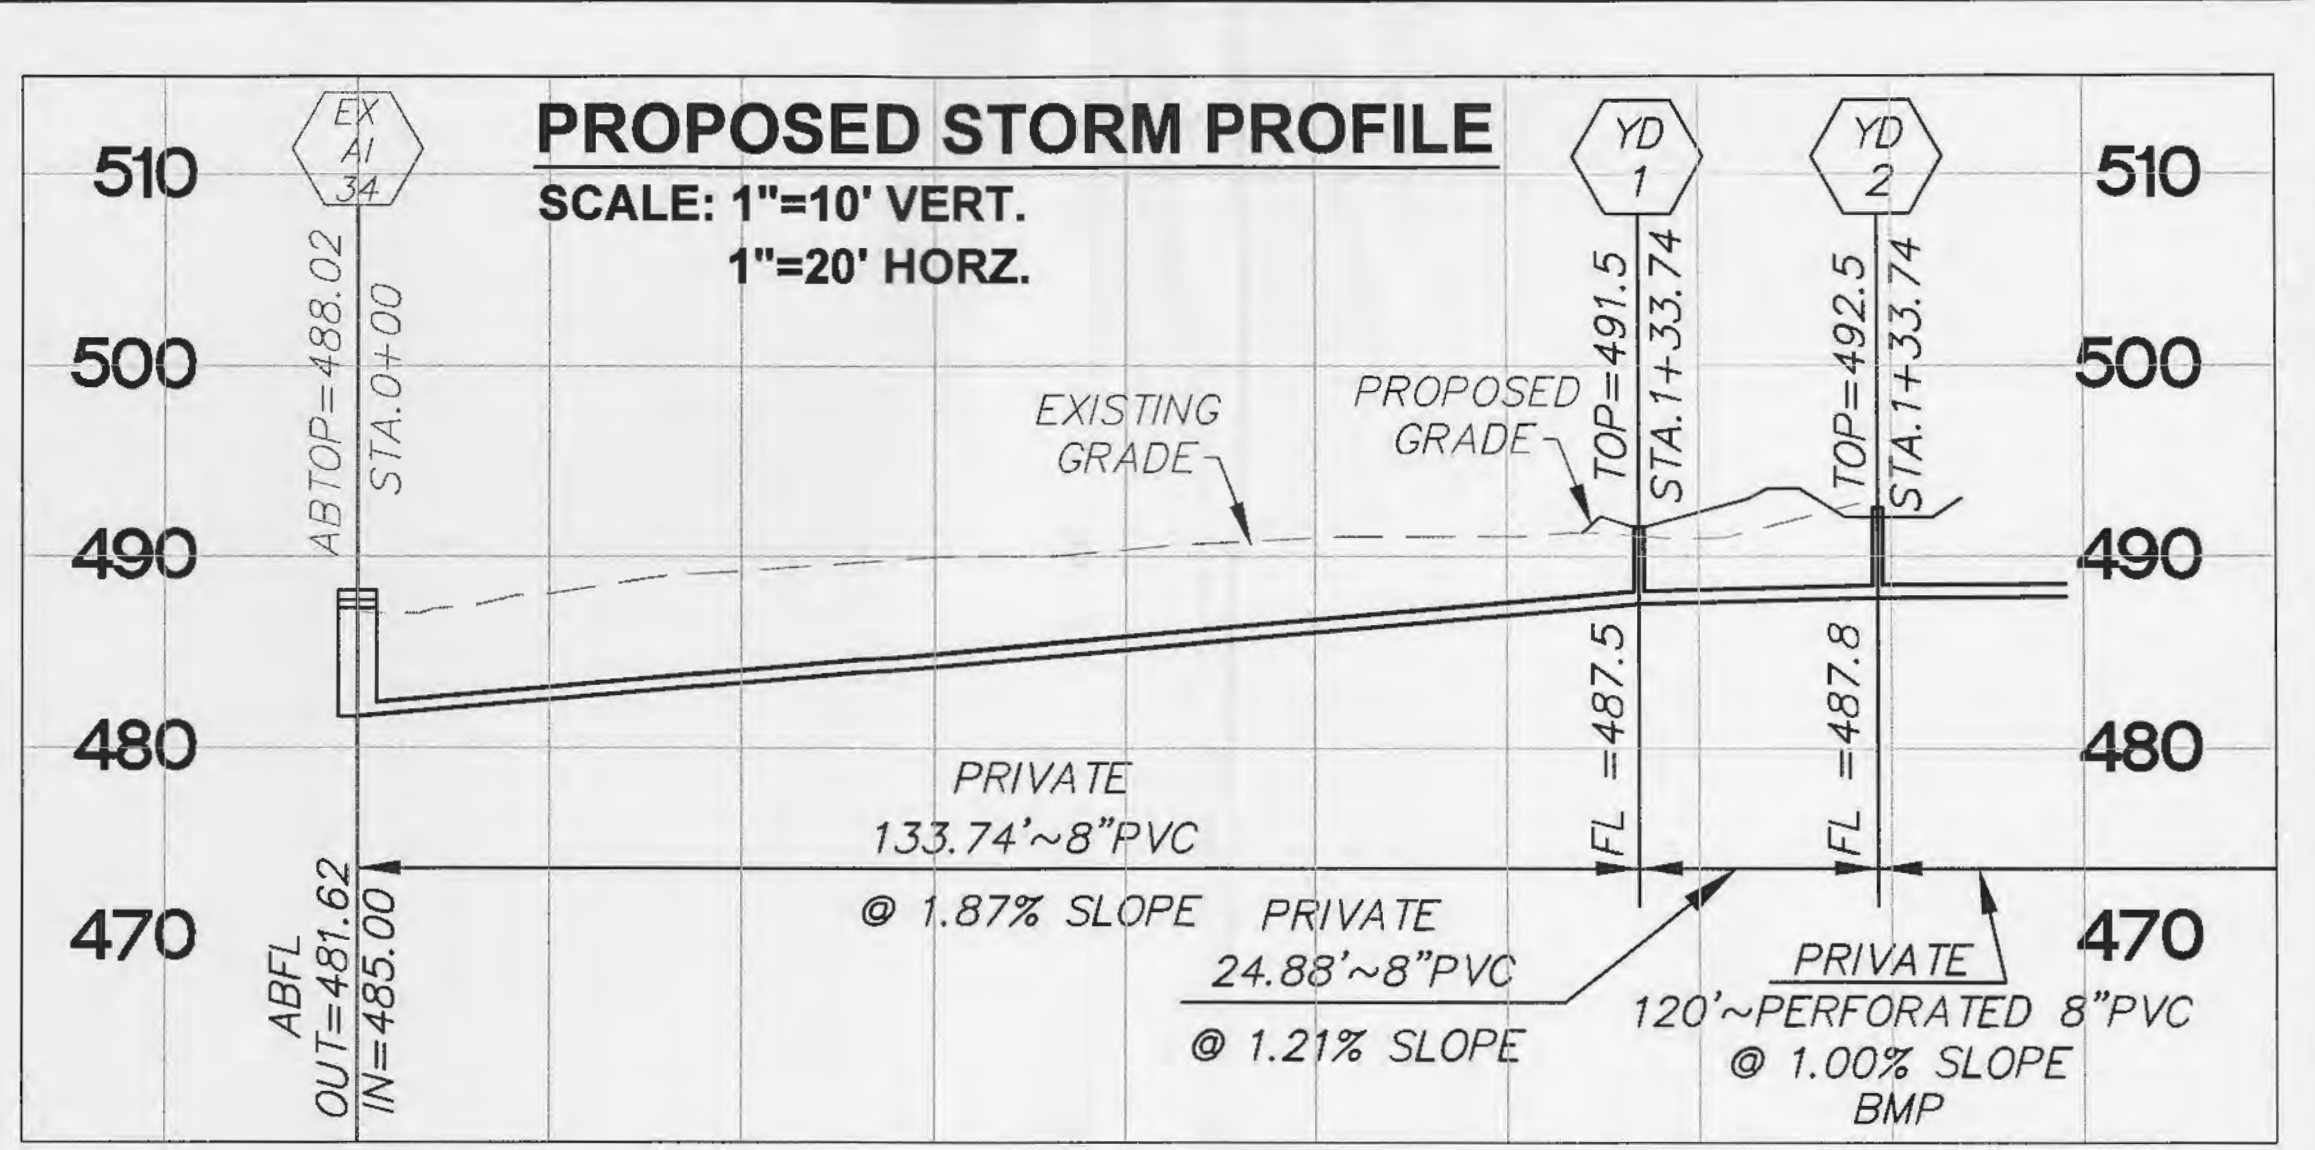 PROPOSED STORM PROFILE
SCALE: 1"=10' VERT.
1"=20' HORZ.
EX
AI
34
YD
1
YD
2
510
510
500
500
490
490
480
480
470
470
ABTOP=488.02
STA.0+00
EXISTING
GRADE
PROPOSED
GRADE
TOP=491.5
STA.1+33.74
TOP=492.5
STA.1+33.74
FL =487.5
FL =487.8
PRIVATE
133.74'~8"PVC
@ 1.87% SLOPE
PRIVATE
24.88'~8"PVC
@ 1.21% SLOPE
PRIVATE
120'~PERFORATED 8"PVC
@ 1.00% SLOPE
BMP
ABFL
OUT=481.62
IN=485.00